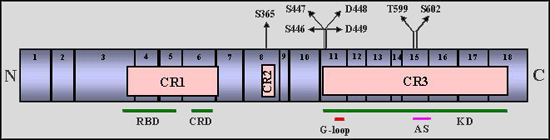 S447 D448 T599 S602
S365
S446 D449
1 2 3 4 5 6 7 8 9 10 11 12 13 14 15 16 17 18
N CR1 CR2 CR3 C
RBD CRD KD
G-loop AS